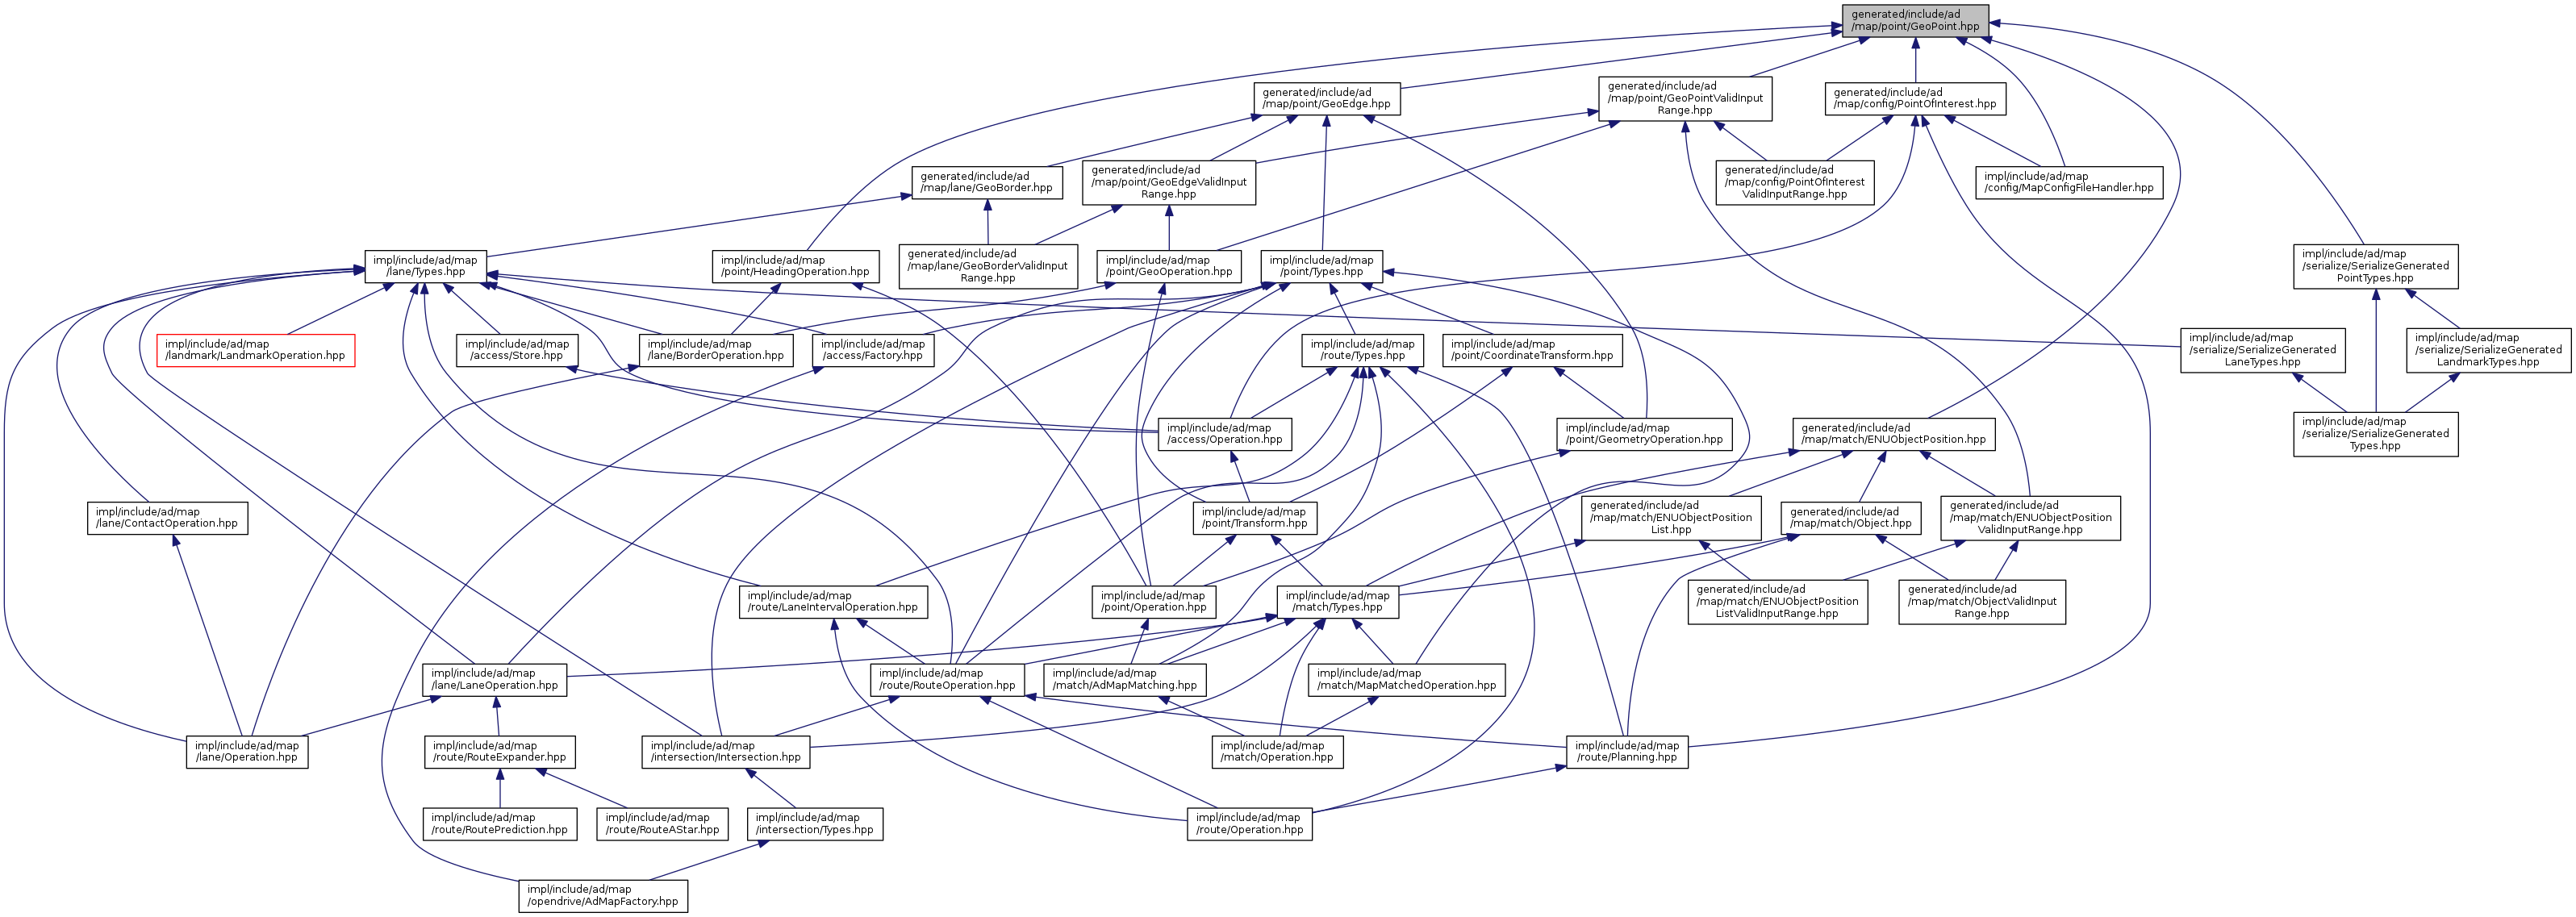 generated/include/ad
/map/point/GeoPoint.hpp
generated/include/ad
/map/point/GeoEdge.hpp
generated/include/ad
/map/point/GeoPointValidInput
Range.hpp
generated/include/ad
/map/config/PointOfInterest.hpp
generated/include/ad
/map/lane/GeoBorder.hpp
generated/include/ad
/map/point/GeoEdgeValidInput
Range.hpp
generated/include/ad
/map/config/PointOfInterest
ValidInputRange.hpp
impl/include/ad/map
/config/MapConfigFileHandler.hpp
impl/include/ad/map
/lane/Types.hpp
impl/include/ad/map
/point/HeadingOperation.hpp
generated/include/ad
/map/lane/GeoBorderValidInput
Range.hpp
impl/include/ad/map
/point/GeoOperation.hpp
impl/include/ad/map
/point/Types.hpp
impl/include/ad/map
/serialize/SerializeGenerated
PointTypes.hpp
impl/include/ad/map
/landmark/LandmarkOperation.hpp
impl/include/ad/map
/access/Store.hpp
impl/include/ad/map
/lane/BorderOperation.hpp
impl/include/ad/map
/access/Factory.hpp
impl/include/ad/map
/route/Types.hpp
impl/include/ad/map
/point/CoordinateTransform.hpp
impl/include/ad/map
/serialize/SerializeGenerated
LaneTypes.hpp
impl/include/ad/map
/serialize/SerializeGenerated
LandmarkTypes.hpp
impl/include/ad/map
/access/Operation.hpp
impl/include/ad/map
/point/GeometryOperation.hpp
generated/include/ad
/map/match/ENUObjectPosition.hpp
impl/include/ad/map
/serialize/SerializeGenerated
Types.hpp
impl/include/ad/map
/lane/ContactOperation.hpp
impl/include/ad/map
/point/Transform.hpp
generated/include/ad
/map/match/ENUObjectPosition
List.hpp
generated/include/ad
/map/match/Object.hpp
generated/include/ad
/map/match/ENUObjectPosition
ValidInputRange.hpp
impl/include/ad/map
/route/LaneIntervalOperation.hpp
impl/include/ad/map
/point/Operation.hpp
impl/include/ad/map
/match/Types.hpp
generated/include/ad
/map/match/ENUObjectPosition
ListValidInputRange.hpp
generated/include/ad
/map/match/ObjectValidInput
Range.hpp
impl/include/ad/map
/lane/LaneOperation.hpp
impl/include/ad/map
/route/RouteOperation.hpp
impl/include/ad/map
/match/AdMapMatching.hpp
impl/include/ad/map
/match/MapMatchedOperation.hpp
impl/include/ad/map
/lane/Operation.hpp
impl/include/ad/map
/route/RouteExpander.hpp
impl/include/ad/map
/intersection/Intersection.hpp
impl/include/ad/map
/match/Operation.hpp
impl/include/ad/map
/route/Planning.hpp
impl/include/ad/map
/route/RoutePrediction.hpp
impl/include/ad/map
/route/RouteAStar.hpp
impl/include/ad/map
/intersection/Types.hpp
impl/include/ad/map
/route/Operation.hpp
impl/include/ad/map
/opendrive/AdMapFactory.hpp